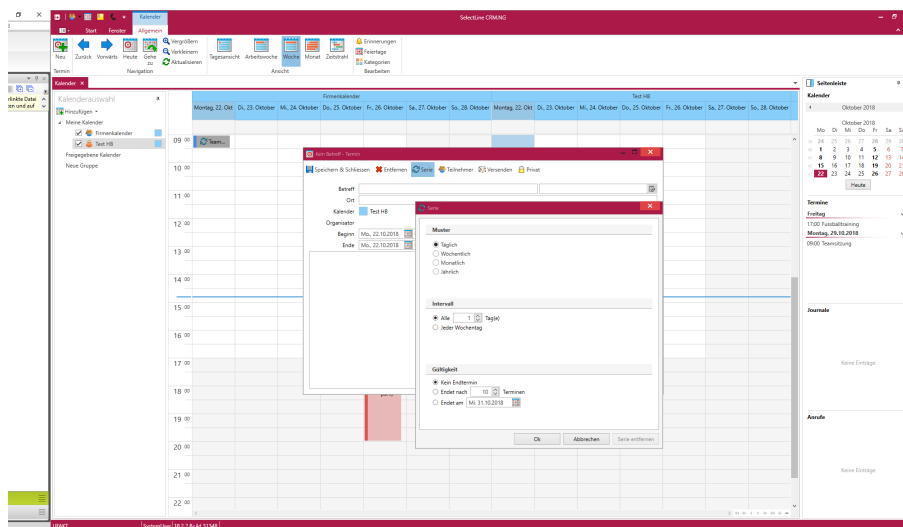 Kalender
SelectLine CRM.NG
Start Fenster Allgemein
Neu
Zurück Vorwärts Heute Gehe zu
Vergrößern
Verkleinern
Aktualisieren
Tagesansicht Arbeitswoche Woche Monat Zeitstrahl
Erinnerungen
Feiertage
Kategorien
Termin Navigation Ansicht Bearbeiten
rlinkte Datei
en und auf
Kalender
Kalenderauswahl
Hinzufügen
Meine Kalender
Firmenkalender
Test HB
Freigegebene Kalender
Neue Gruppe
Firmenkalender Test HB
Montag, 22. Okt Di., 23. Oktober Mi., 24. Oktober Do., 25. Oktober Fr., 26. Oktober Sa., 27. Oktober So., 28. Oktober Montag, 22. Okt Di., 23. Oktober Mi., 24. Oktober Do., 25. Oktober Fr., 26. Oktober Sa., 27. Oktober So., 28. Oktober
09 00 Team...
10 00
11 00
12 00
13 00
14 00
15 00
16 00
17 00
18 00
19 00
20 00
21 00
22 00
Kein Betreff - Termin
Speichern & Schliessen Entfernen Serie Teilnehmer Versenden Privat
Betreff
Ort
Kalender Test HB
Organisator
Beginn Mo., 22.10.2018
Ende Mo., 22.10.2018
Serie
Muster
Täglich
Wöchentlich
Monatlich
Jährlich
Intervall
Alle 1 Tag(e)
Jeder Wochentag
Gültigkeit
Kein Endtermin
Endet nach 10 Terminen
Endet am Mi. 31.10.2018
Ok Abbrechen Serie entfernen
Seitenleiste
Kalender
Oktober 2018
Oktober 2018
Mo Di Mi Do Fr Sa
24 25 26 27 28 29
1 2 3 4 5 6 7
8 9 10 11 12 13
15 16 17 18 19 20
22 23 24 25 26 27
Heute
Termine
Freitag
17:00 Fussballtraining
Montag, 29.10.2018
09:00 Teamsitzung
Journale
Keine Einträge
Anrufe
Keine Einträge